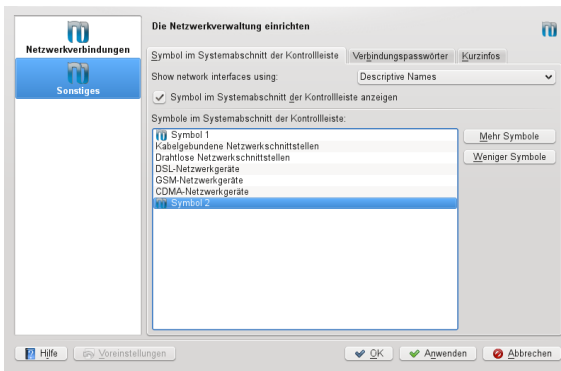 Netzwerkverbindungen
Sonstiges
Die Netzwerkverwaltung einrichten
Symbol im Systemabschnitt der Kontrollleiste
Verbindungspasswörter
Kurzinfos
Show network interfaces using:
Descriptive Names
Symbol im Systemabschnitt der Kontrollleiste anzeigen
Symbole im Systemabschnitt der Kontrollleiste:
Symbol 1
Kabelgebundene Netzwerkschnittstellen
Drahtlose Netzwerkschnittstellen
DSL-Netzwerkgeräte
GSM-Netzwerkgeräte
CDMA-Netzwerkgeräte
Symbol 2
Mehr Symbole
Weniger Symbole
Hilfe
Voreinstellungen
OK
Anwenden
Abbrechen